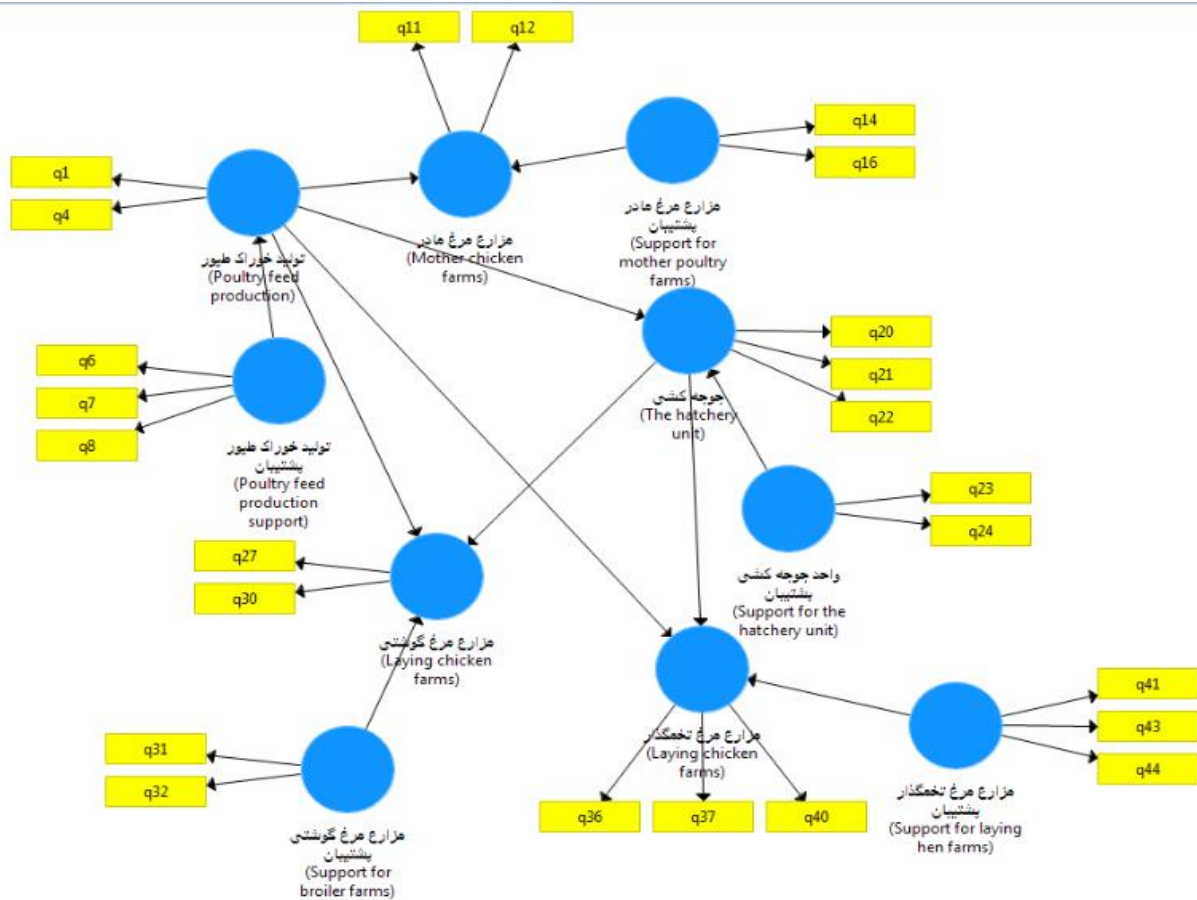 q11
q12
q14
q16
q1
q4
مزارع مرغ مادر
پشتیبان
(Support for
mother poultry
farms)
مزارع مرغ مادر
(Mother chicken
farms)
تولید خوراک طیور
(Poultry feed
production)
q20
q21
q22
q6
q7
q8
جوجه کشی
(The hatchery
unit)
تولید خوراک طیور
پشتیبان
(Poultry feed
production
support)
q23
q24
q27
q30
واحد جوجه کشی
پشتیبان
(Support for the
hatchery unit)
مزارع مرغ گوشتی
(Laying chicken
farms)
q41
q43
q44
q31
q32
مزارع مرغ تخمگذار
(Laying chicken
farms)
q36
q37
q40
مزارع مرغ تخمگذار
پشتیبان
(Support for laying
hen farms)
مزارع مرغ گوشتی
پشتیبان
(Support for
broiler farms)